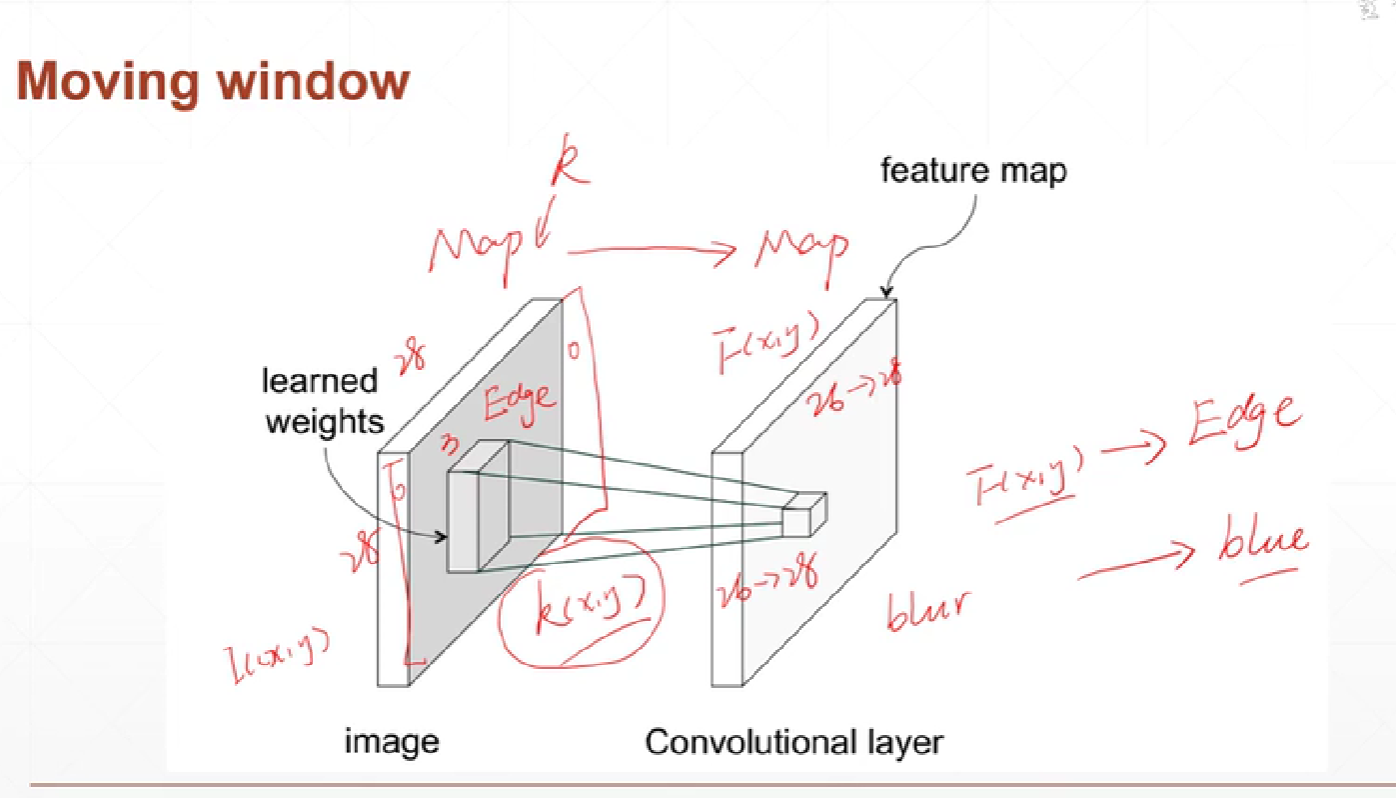 Moving window
k
feature map
Map → Map
F(x,y)
28
0
learned
weights
Edge
26→28
3
Edge
F(x,y) →
0
28
→ blue
26→28
k(x,y)
blur
I(x,y)
image
Convolutional layer